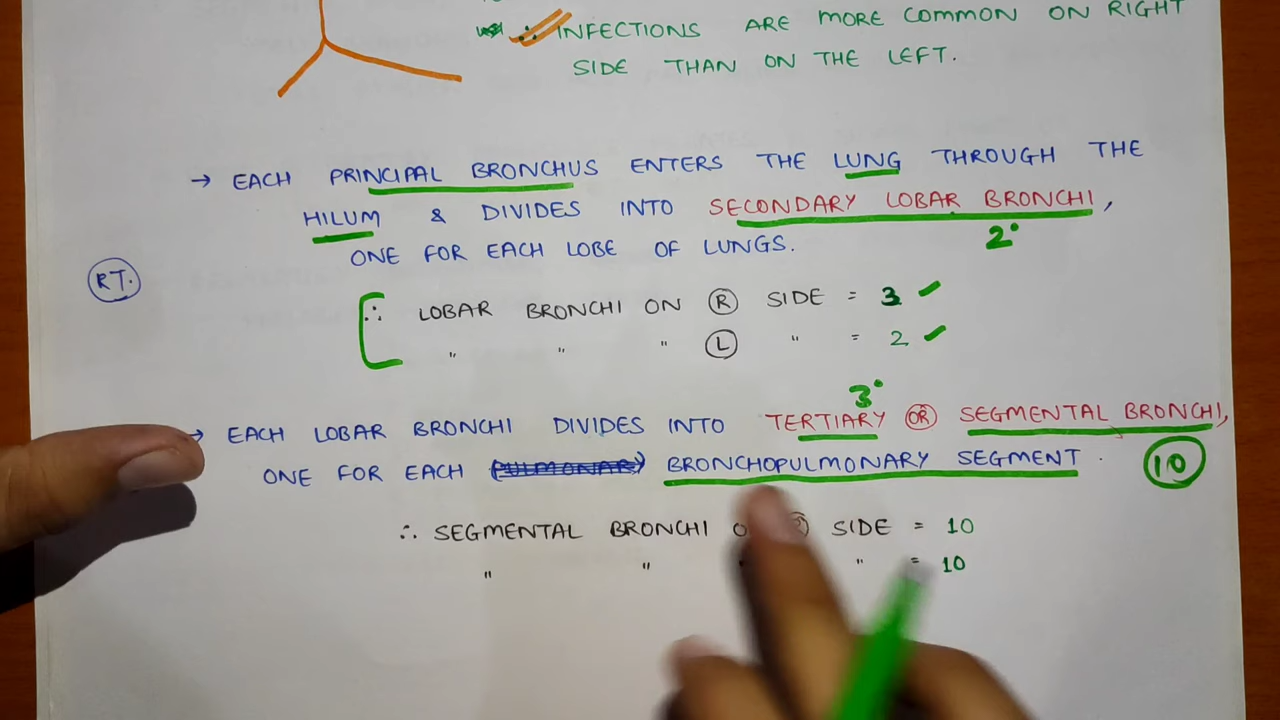 ∴ INFECTIONS ARE MORE COMMON ON RIGHT
SIDE THAN ON THE LEFT.
→ EACH PRINCIPAL BRONCHUS ENTERS THE LUNG THROUGH THE
HILUM & DIVIDES INTO SECONDARY LOBAR BRONCHI,
2°
ONE FOR EACH LOBE OF LUNGS.
RT.
∴ LOBAR BRONCHI ON R SIDE = 3
" " " L " = 2
3°
→ EACH LOBAR BRONCHI DIVIDES INTO TERTIARY OR SEGMENTAL BRONCHI,
ONE FOR EACH (PULMONARY) BRONCHOPULMONARY SEGMENT. 10
∴ SEGMENTAL BRONCHI SIDE = 10
" " " = 10